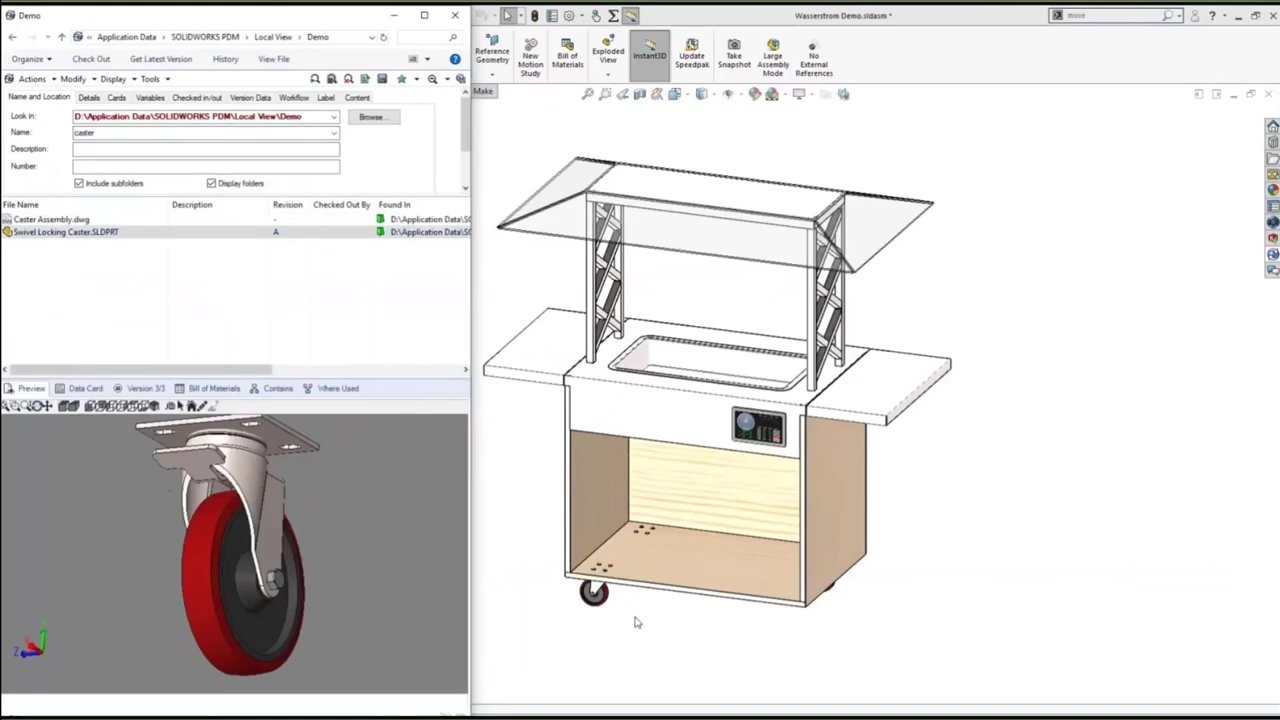 Demo
Application Data
SOLIDWORKS PDM
Local View
Demo
Organize
Check Out
Get Latest Version
History
View File
Actions
Modify
Display
Tools
Name and Location
Details
Cards
Variables
Checked in/out
Version Data
Workflow
Label
Content
Look in:
D:\Application Data\SOLIDWORKS PDM\Local View\Demo
Browse...
Name:
caster
Description:
Number:
Include subfolders
Display folders
File Name
Description
Revision
Checked Out By
Found In
Caster Assembly.dwg
-
D:\Application Data\SO
Swivel Locking Caster.SLDPRT
A
D:\Application Data\SO
Preview
Data Card
Version 3/3
Bill of Materials
Contains
Where Used
Z
Wasserstrom Demo.sldasm *
move
Reference Geometry
New Motion Study
Bill of Materials
Exploded View
Instant3D
Update Speedpak
Take Snapshot
Large Assembly Mode
No External References
Make